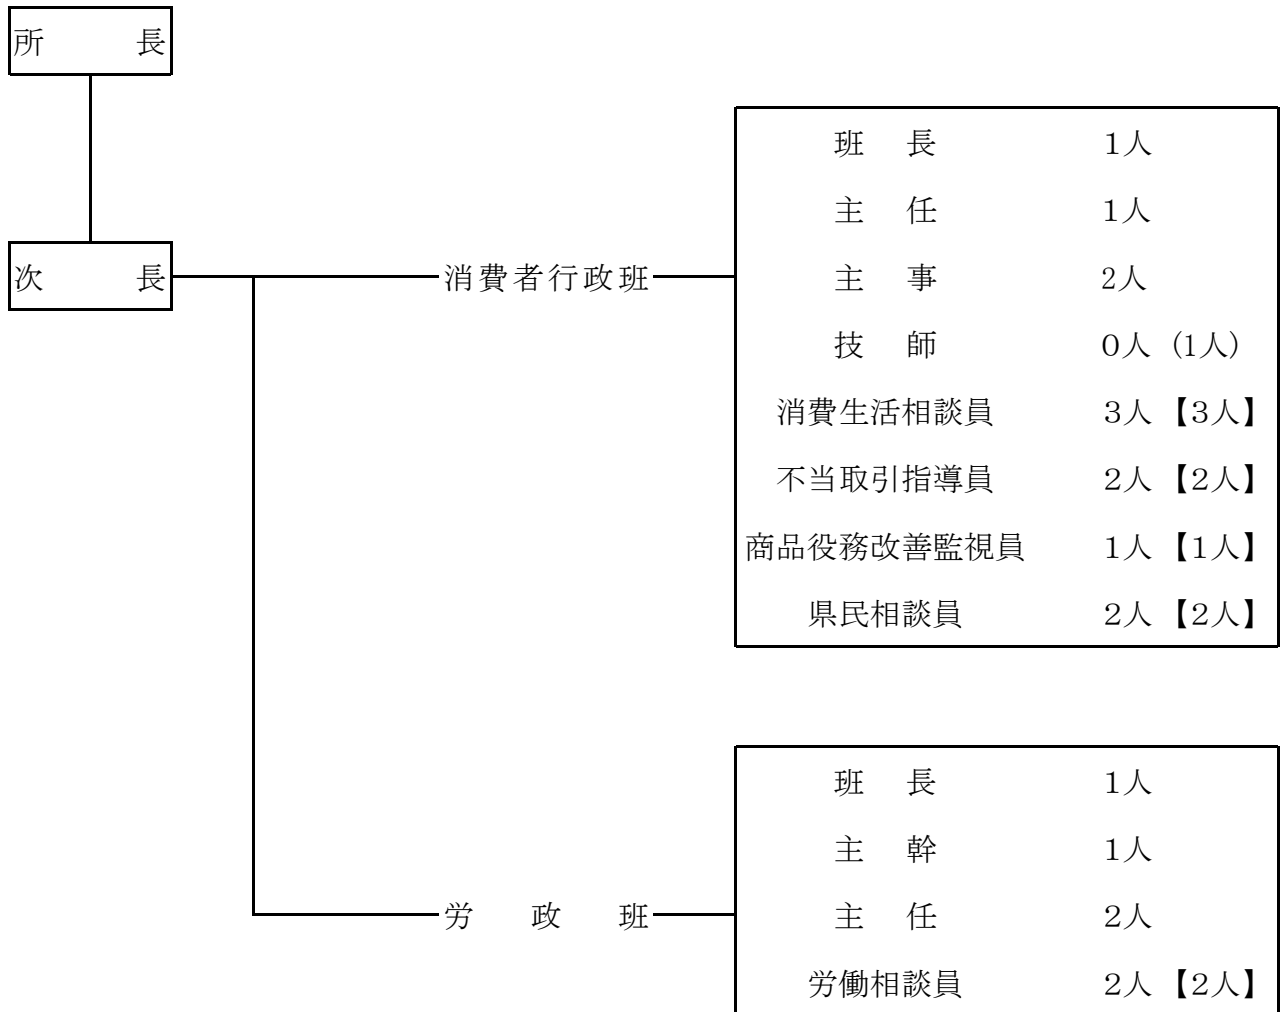 所 長
次 長
消費者行政班
班 長 1人
主 任 1人
主 事 2人
技 師 0人 (1人)
消費生活相談員 3人【3人】
不当取引指導員 2人【2人】
商品役務改善監視員 1人【1人】
県民相談員 2人【2人】
労 政 班
班 長 1人
主 幹 1人
主 任 2人
労働相談員 2人【2人】